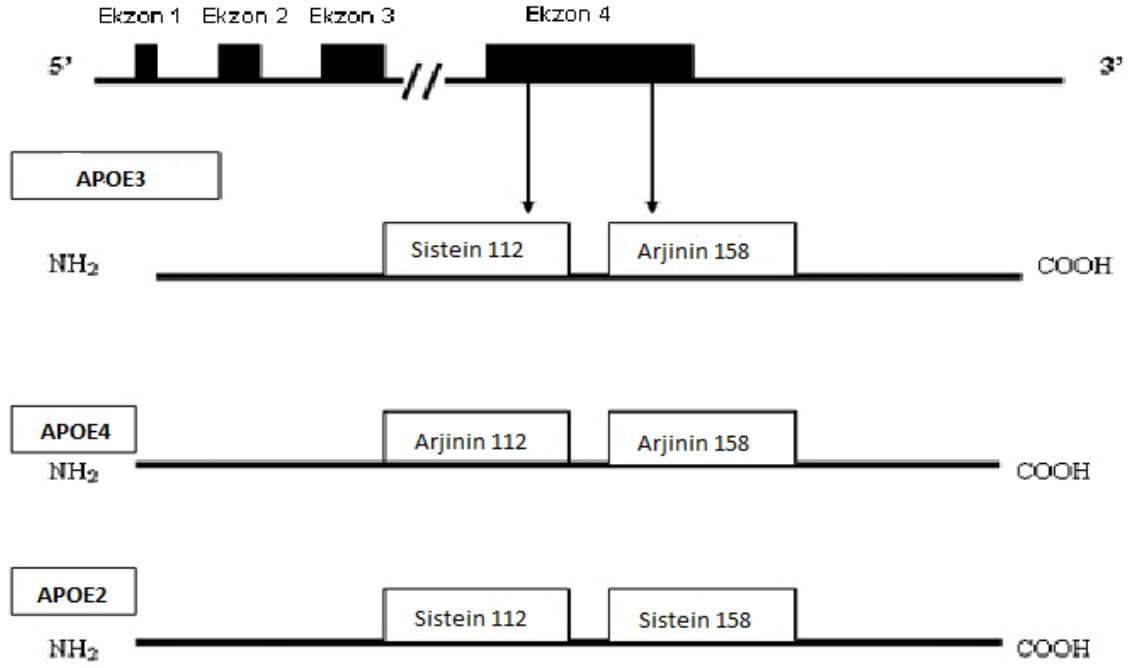 Ekzon 1 Ekzon 2 Ekzon 3 Ekzon 4
5' 3'
APOE3
Sistein 112 Arjinin 158
NH₂ COOH
APOE4
Arjinin 112 Arjinin 158
NH₂ COOH
APOE2
Sistein 112 Sistein 158
NH₂ COOH